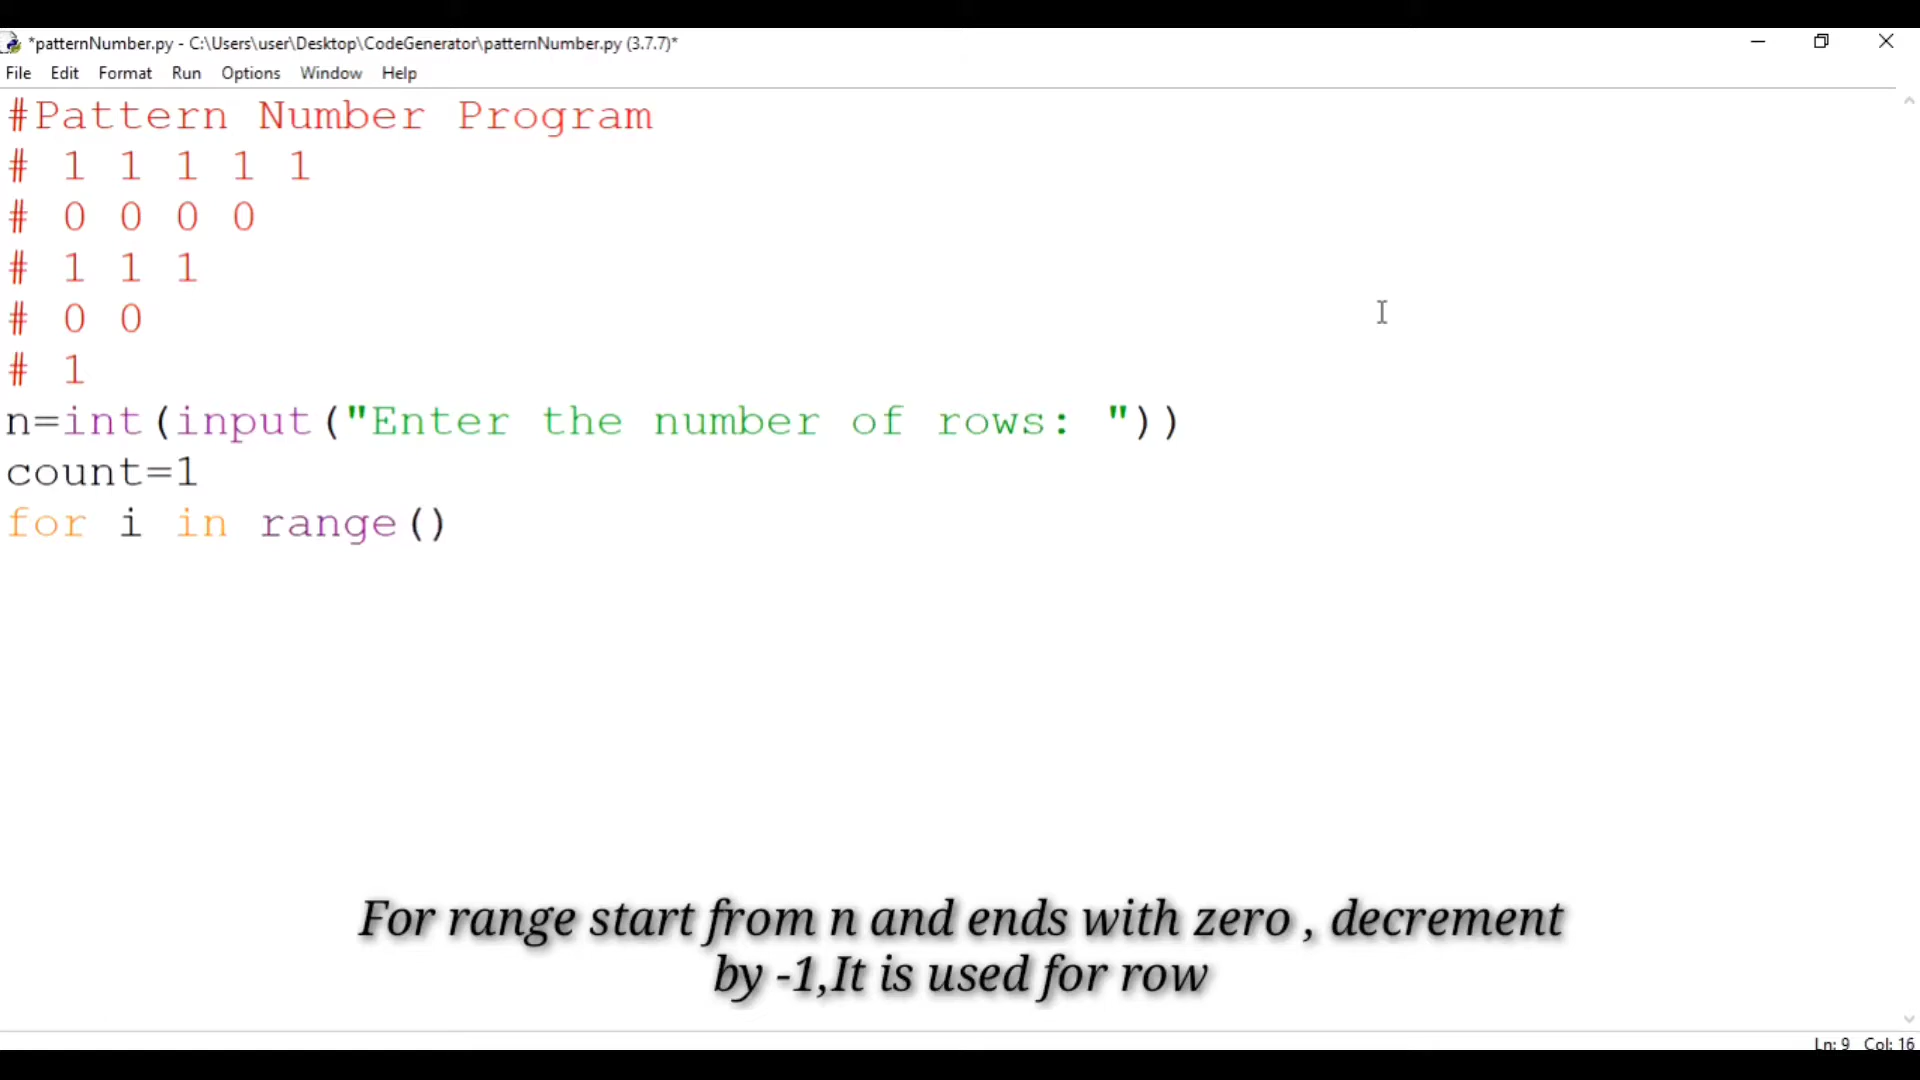 *patternNumber.py - C:\Users\user\Desktop\CodeGenerator\patternNumber.py (3.7.7)*
File Edit Format Run Options Window Help
#Pattern Number Program
# 1 1 1 1 1
# 0 0 0 0
# 1 1 1
# 0 0
# 1
n=int(input("Enter the number of rows: "))
count=1
for i in range()
For range start from n and ends with zero , decrement
by -1,It is used for row
Ln: 9 Col: 16